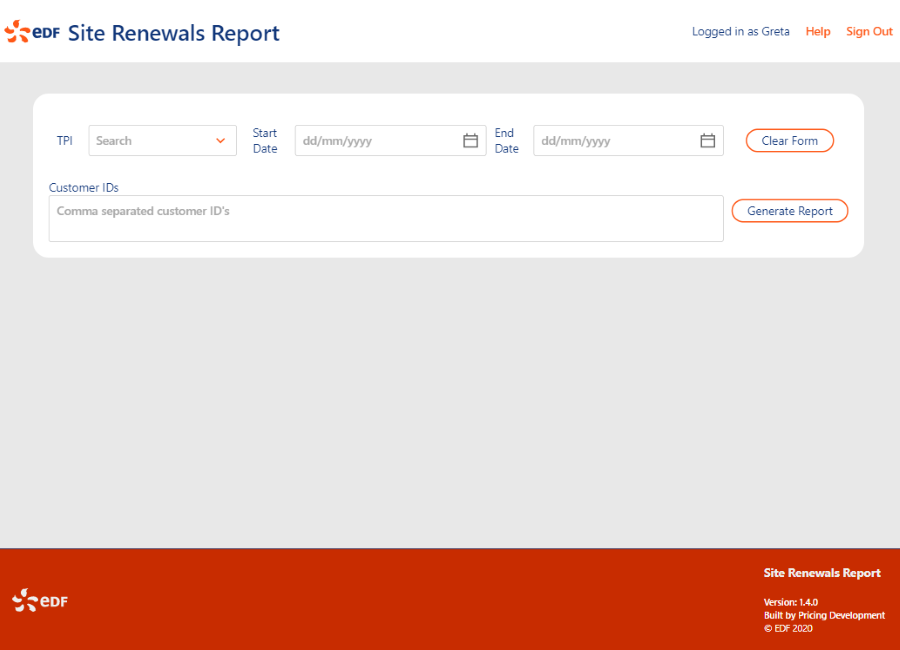 EDF Site Renewals Report
Logged in as Greta Help Sign Out
TPI Search Start Date dd/mm/yyyy End Date dd/mm/yyyy Clear Form
Customer IDs
Comma separated customer ID's
Generate Report
EDF
Site Renewals Report
Version: 1.4.0
Built by Pricing Development
© EDF 2020